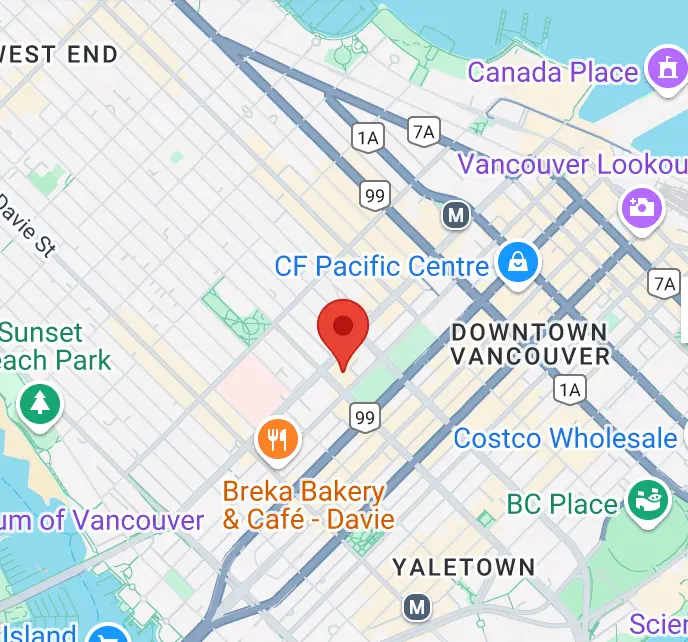 WEST END
Canada Place
1A
7A
Vancouver Lookou
99
Davie St
M
CF Pacific Centre
7A
Sunset
each Park
DOWNTOWN
VANCOUVER
1A
99
Costco Wholesale
Breka Bakery
& Café - Davie
BC Place
um of Vancouver
YALETOWN
M
Scien
Island